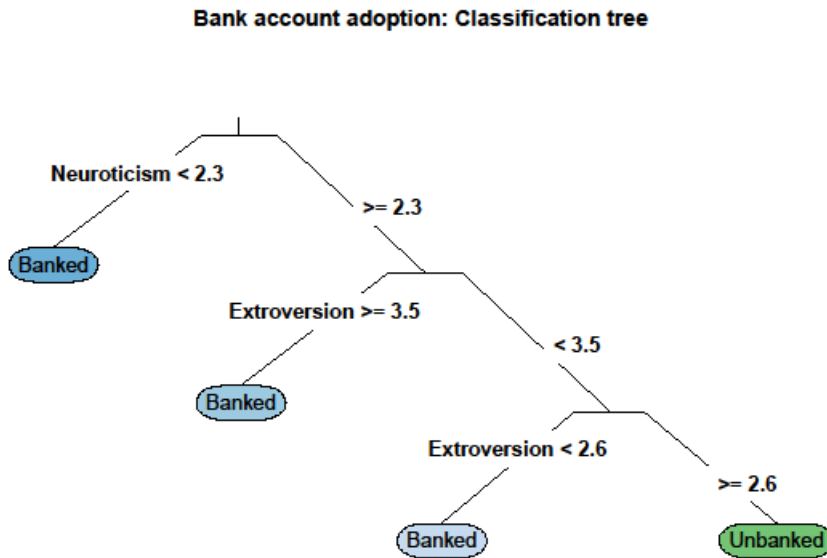 Bank account adoption: Classification tree
Neuroticism < 2.3
>= 2.3
Banked
Extroversion >= 3.5
< 3.5
Banked
Extroversion < 2.6
>= 2.6
Banked
Unbanked